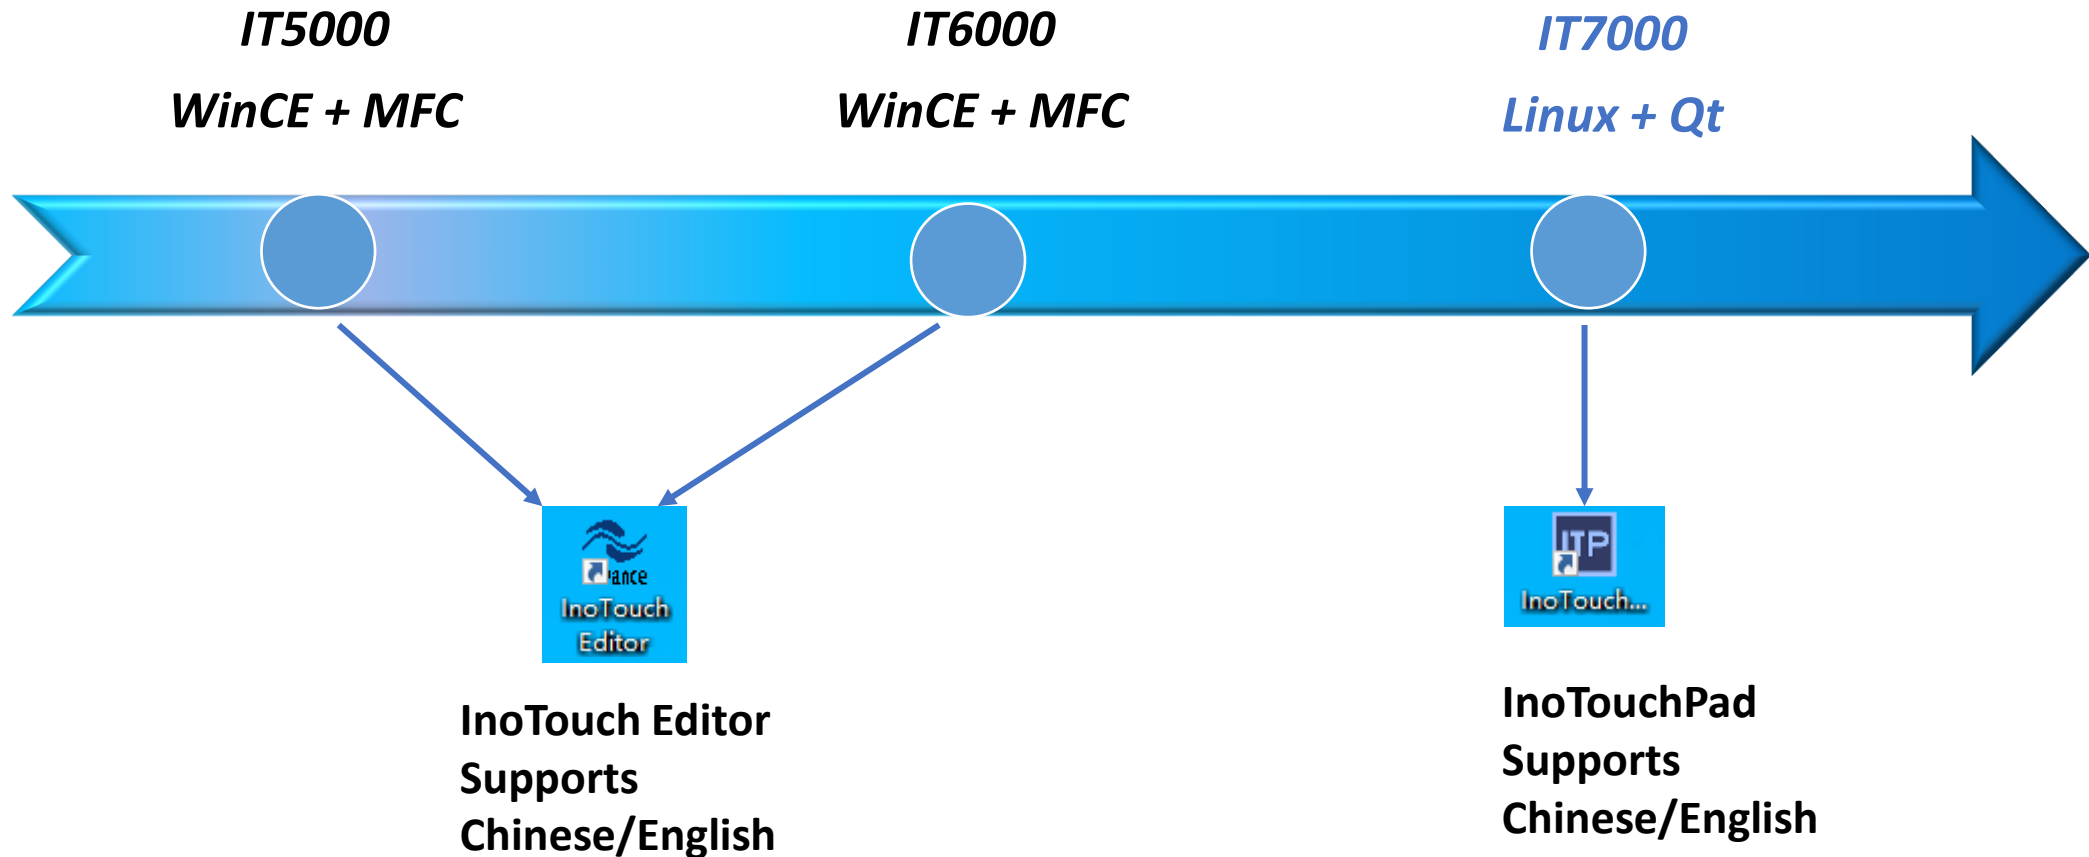 IT5000
WinCE + MFC
IT6000
WinCE + MFC
IT7000
Linux + Qt
ance
InoTouch
Editor
ITP
InoTouch...
InoTouch Editor
Supports
Chinese/English
InoTouchPad
Supports
Chinese/English